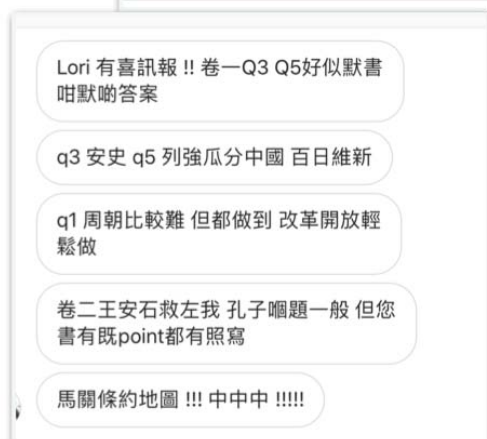 Lori 有喜訊報 !! 卷一Q3 Q5好似默書
咁默啲答案
q3 安史 q5 列強瓜分中國 百日維新
q1 周朝比較難 但都做到 改革開放輕
鬆做
卷二王安石救左我 孔子嗰題一般 但您
書有既point都有照寫
馬關條約地圖 !!! 中中中 !!!!!